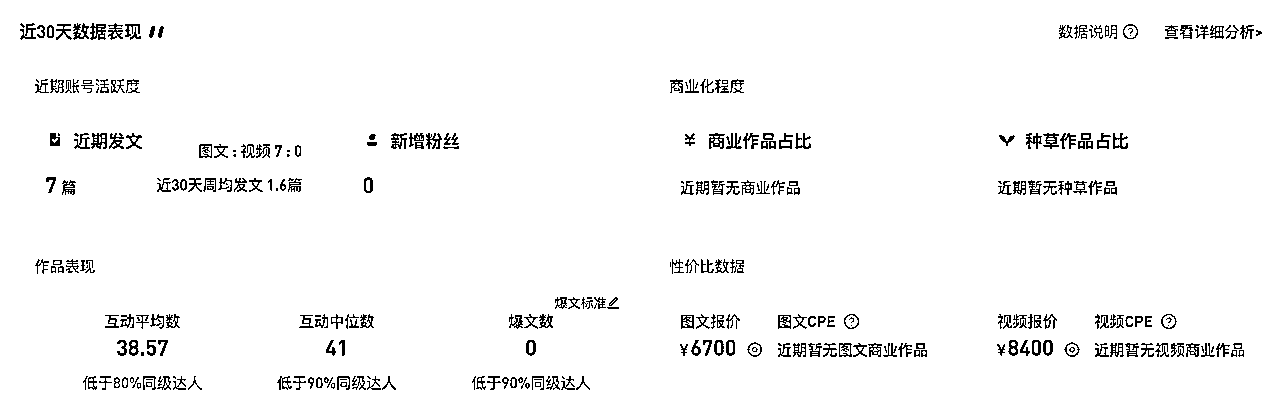 近30天数据表现
数据说明 ? 查看详细分析>
近期账号活跃度
商业化程度
近期发文
图文 : 视频 7 : 0
新增粉丝
¥ 商业作品占比
种草作品占比
7 篇
近30天周均发文 1.6篇
0
近期暂无商业作品
近期暂无种草作品
作品表现
性价比数据
爆文标准
互动平均数
互动中位数
爆文数
图文报价
图文CPE ?
视频报价
视频CPE ?
38.57
41
0
¥6700
近期暂无图文商业作品
¥8400
近期暂无视频商业作品
低于80%同级达人
低于90%同级达人
低于90%同级达人